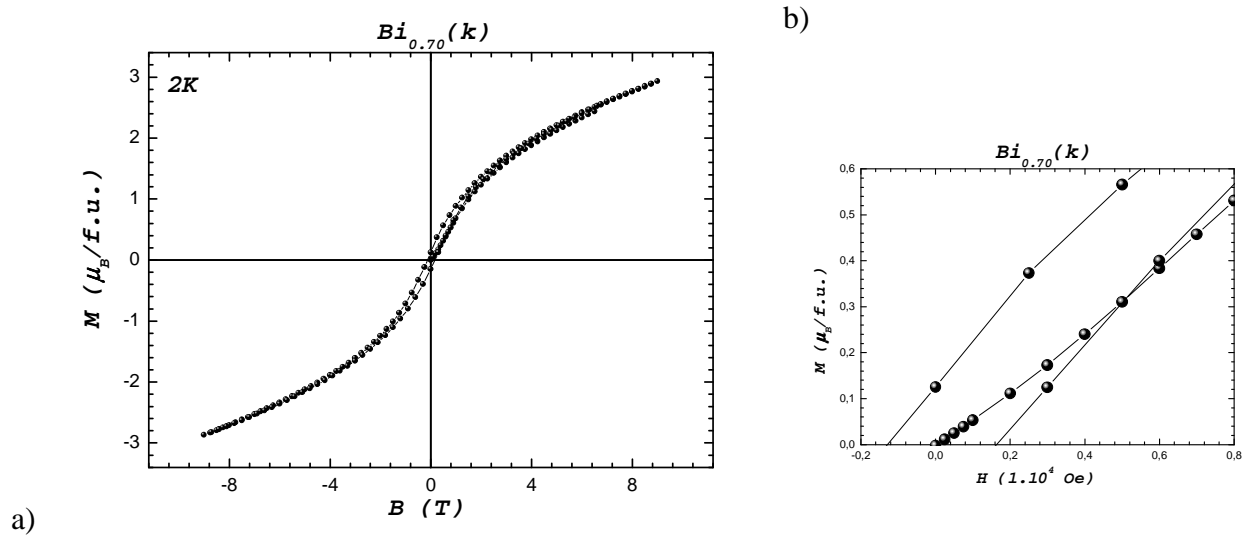 b)
Bi0.70(k)
2K
M (μB/f.u.)
3
2
1
0
-1
-2
-3
-8
-4
0
4
8
B (T)
a)
Bi0.70(k)
M (μB/f.u.)
0,6
0,5
0,4
0,3
0,2
0,1
0,0
-0,2
0,0
0,2
0,4
0,6
0,8
H (1.10^4 Oe)